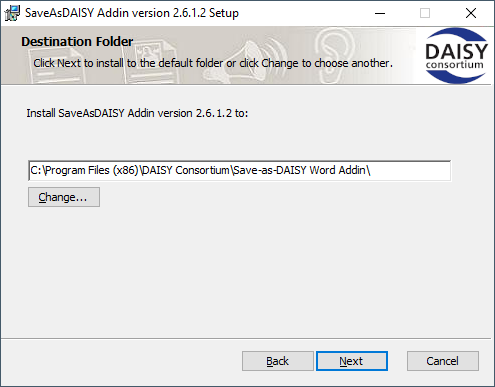 SaveAsDAISY Addin version 2.6.1.2 Setup
Destination Folder
Click Next to install to the default folder or click Change to choose another.
DAISY
consortium
Install SaveAsDAISY Addin version 2.6.1.2 to:
C:\Program Files (x86)\DAISY Consortium\Save-as-DAISY Word Addin\
Change...
Back
Next
Cancel